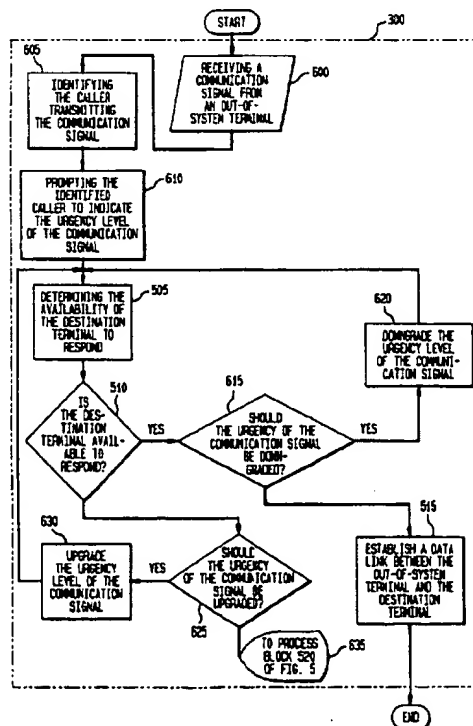 START
300
605
IDENTIFYING
THE CALLER
TRANSMITTING
THE COMMUNICATION
SIGNAL
RECEIVING A
COMMUNICATION
SIGNAL FROM
AN OUT-OF-
SYSTEM TERMINAL
600
PROMPTING THE
IDENTIFIED
CALLER TO INDICATE
THE URGENCY LEVEL
OF THE COMMUNICATION
SIGNAL
610
DETERMINING THE
AVAILABILITY OF
THE DESTINATION
TERMINAL TO
RESPOND
505
620
DOWNGRADE THE
URGENCY LEVEL
OF THE COMMUNI-
CATION SIGNAL
IS
THE DES-
TINATION
TERMINAL AVAIL-
ABLE TO
RESPOND?
510
YES
615
SHOULD
THE URGENCY OF THE
COMMUNICATION SIGNAL
BE DOWN-
GRADED?
YES
630
UPGRADE
THE URGENCY
LEVEL OF THE
COMMUNICATION
SIGNAL
YES
SHOULD
THE URGENCY
OF THE COMMUNICATION
SIGNAL BE
UPGRADED?
625
515
ESTABLISH A DATA
LINK BETWEEN THE
OUT-OF-SYSTEM
TERMINAL AND THE
DESTINATION
TERMINAL
TO PROCESS
BLOCK 520
OF FIG. 5
635
END